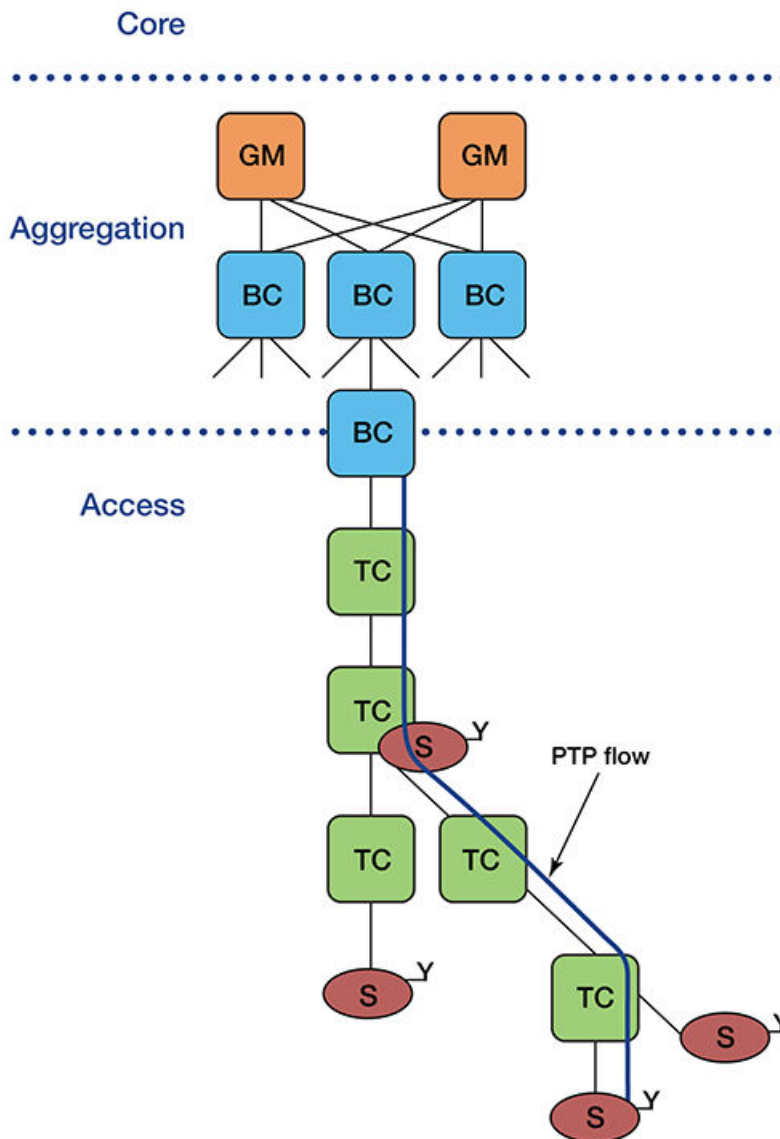 Core
GM GM
Aggregation
BC BC BC
BC
Access
TC
TC
S Y
PTP flow
TC TC
S Y
TC
S Y
S Y